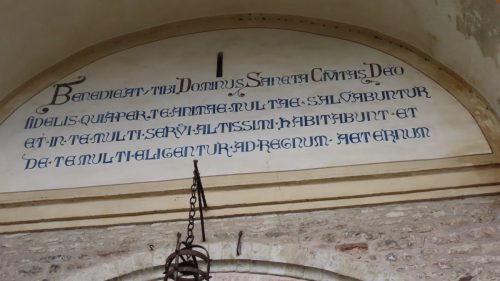 Benedicat tibi Dominus Sancta Civitas Deo
fidelis quia per te animae multae salvabuntur
et in te multi servi altissimi habitabunt et
de te multi eligentur ad regnum aeternum